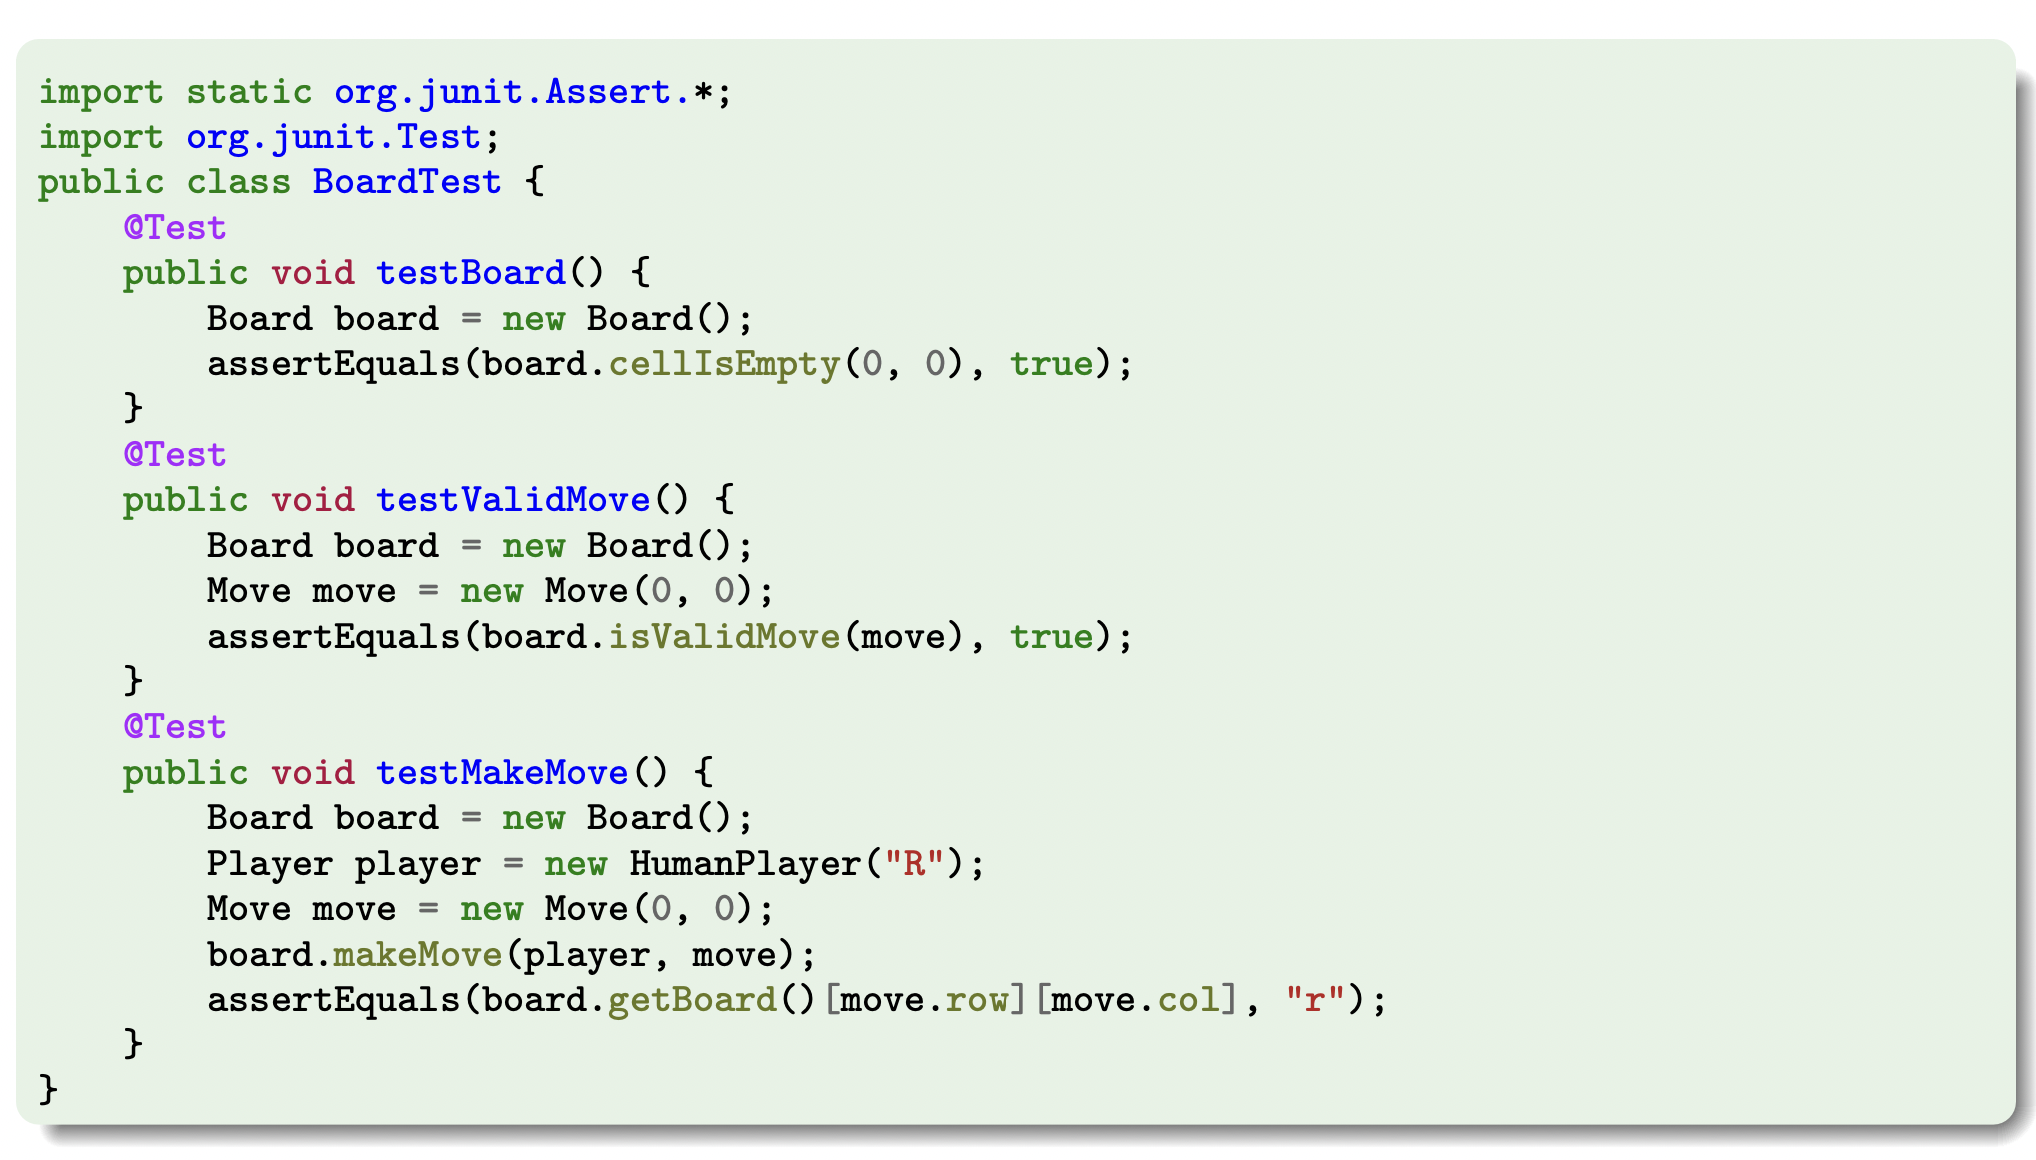 import static org.junit.Assert.*;
import org.junit.Test;
public class BoardTest {
    @Test
    public void testBoard() {
        Board board = new Board();
        assertEquals(board.cellIsEmpty(0, 0), true);
    }
    @Test
    public void testValidMove() {
        Board board = new Board();
        Move move = new Move(0, 0);
        assertEquals(board.isValidMove(move), true);
    }
    @Test
    public void testMakeMove() {
        Board board = new Board();
        Player player = new HumanPlayer("R");
        Move move = new Move(0, 0);
        board.makeMove(player, move);
        assertEquals(board.getBoard()[move.row][move.col], "r");
    }
}